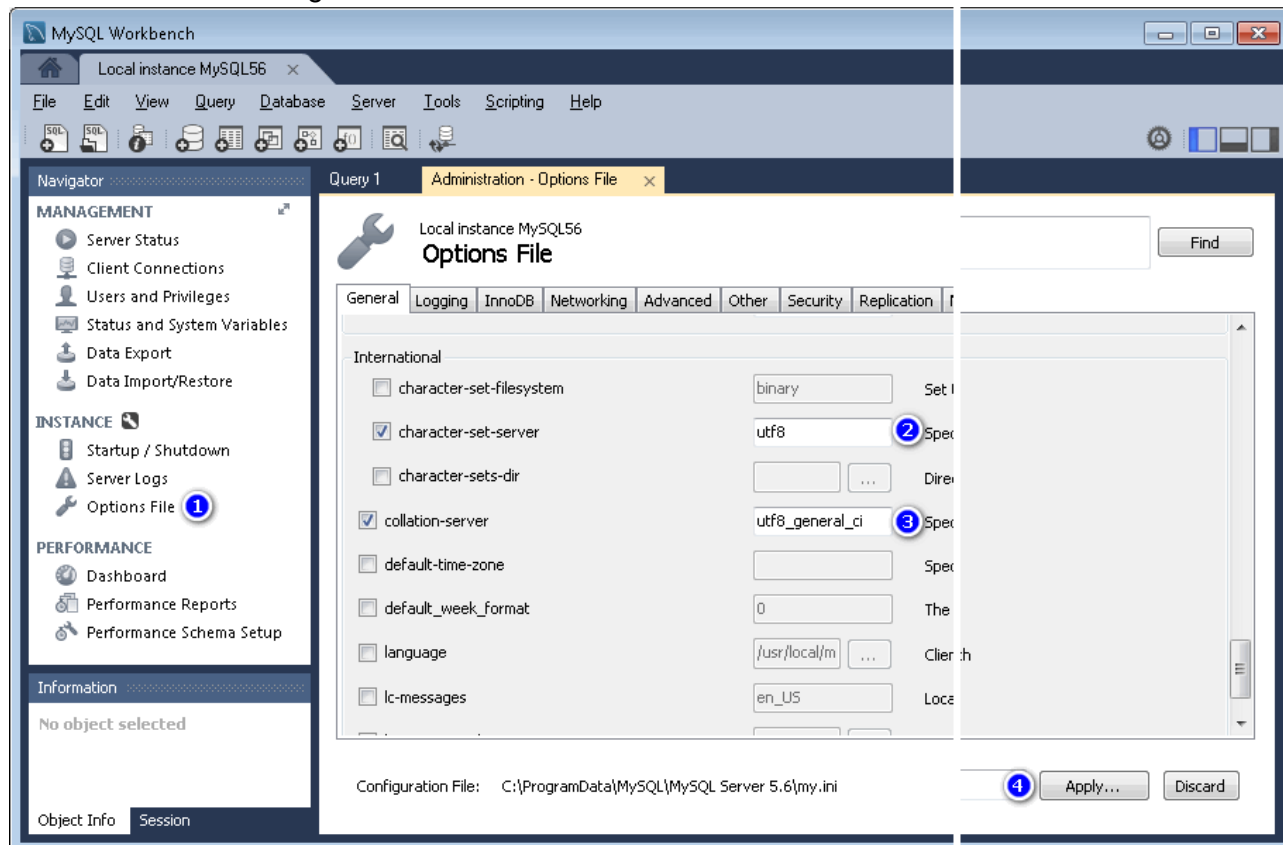 MySQL Workbench
Local instance MySQL56
File Edit View Query Database Server Tools Scripting Help
SQL SQL
Navigator
Query 1 Administration - Options File
MANAGEMENT
Server Status
Client Connections
Users and Privileges
Status and System Variables
Data Export
Data Import/Restore
INSTANCE
Startup / Shutdown
Server Logs
Options File 1
PERFORMANCE
Dashboard
Performance Reports
Performance Schema Setup
Information
No object selected
Object Info Session
Local instance MySQL56
Options File
Find
General Logging InnoDB Networking Advanced Other Security Replication
International
character-set-filesystem binary Set
character-set-server utf8 2 Spec
character-sets-dir ... Dire
collation-server utf8_general_ci 3 Spec
default-time-zone Spec
default_week_format 0 The
language /usr/local/m ... Clien h
lc-messages en_US Loca
Configuration File: C:\ProgramData\MySQL\MySQL Server 5.6\my.ini
4 Apply... Discard